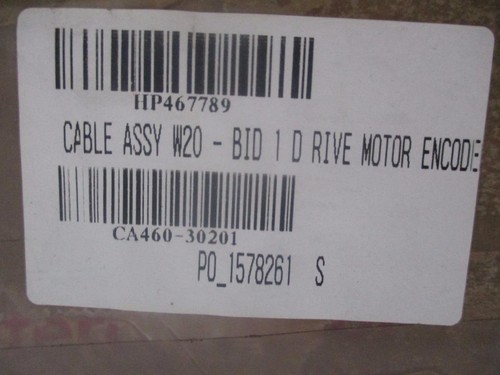 HP467789
CABLE ASSY W20 - BID 1 D RIVE MOTOR ENCODE
CA460-30201
PO_1578261 S